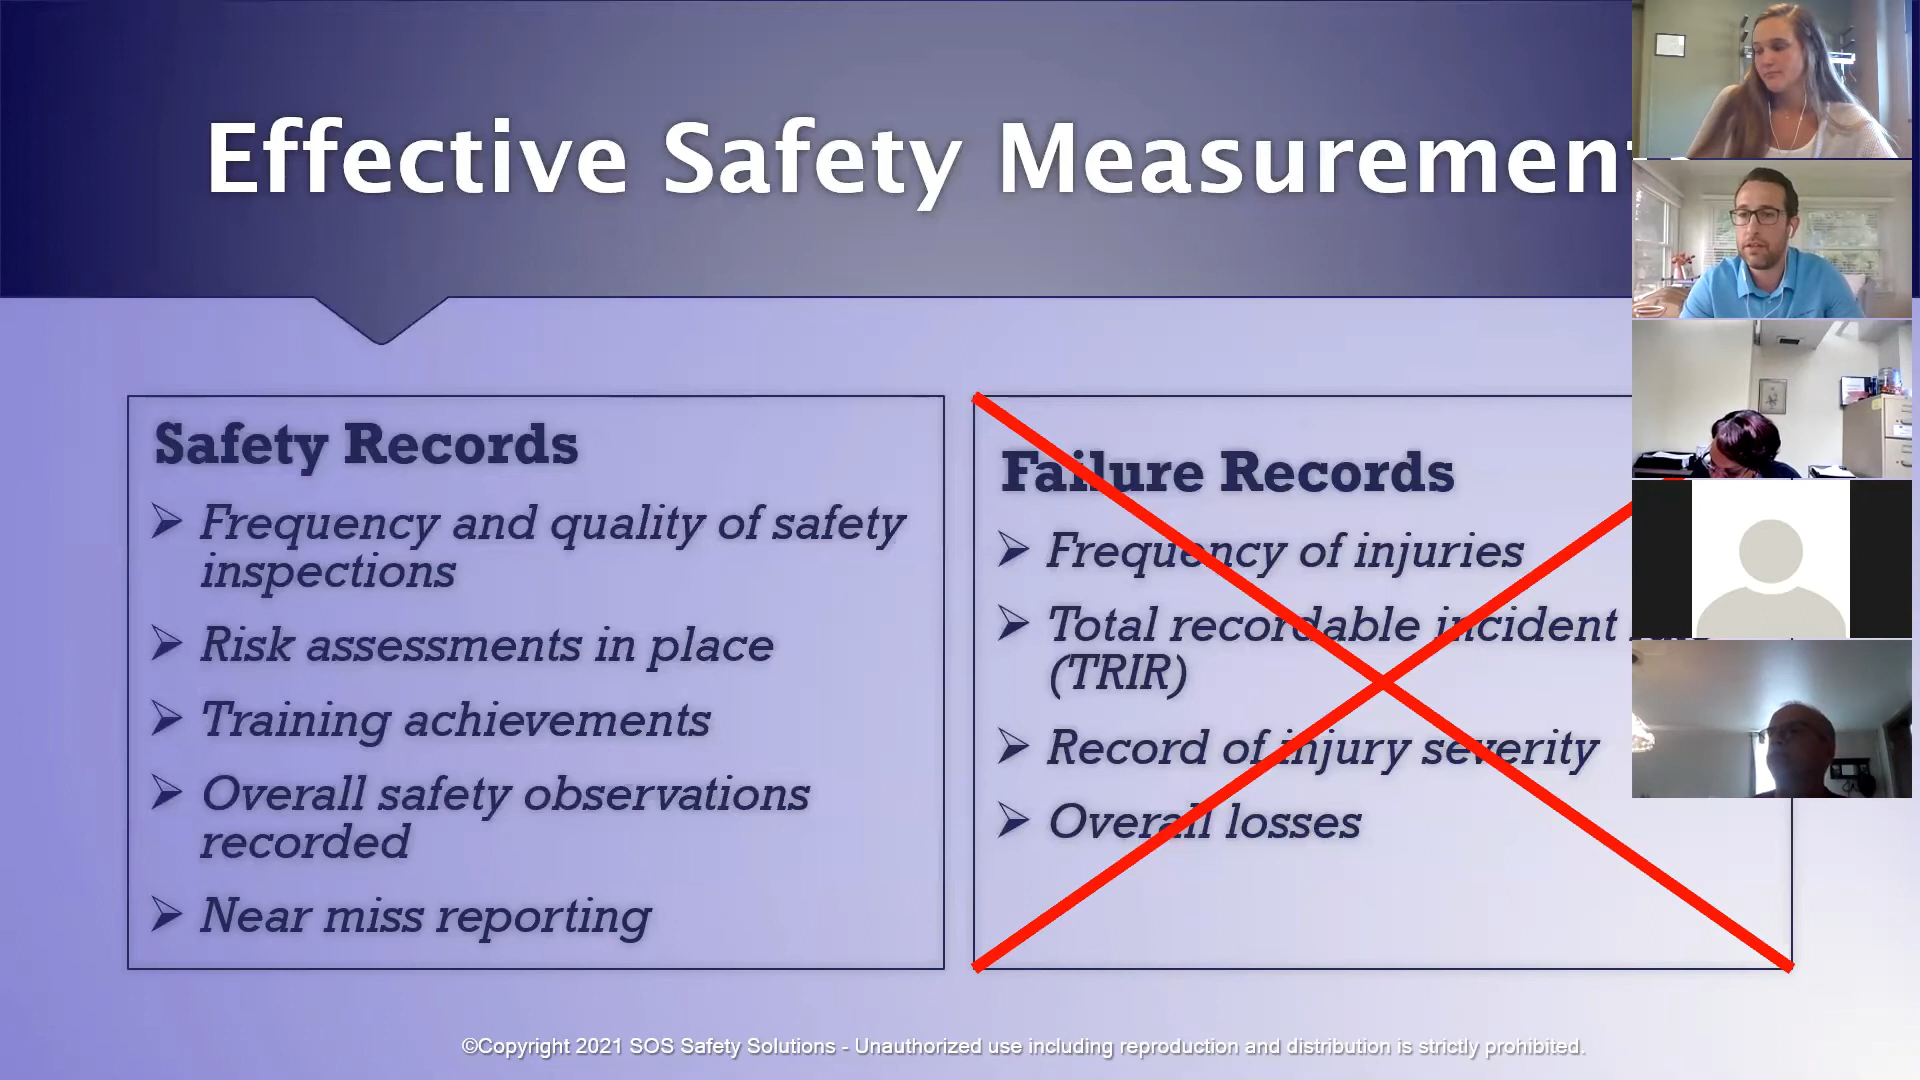 Effective Safety Measurement
Safety Records
Frequency and quality of safety
inspections
Risk assessments in place
Training achievements
Overall safety observations
recorded
Near miss reporting
Failure Records
Frequency of injuries
Total recordable incident
(TRIR)
Record of injury severity
Overall losses
©Copyright 2021 SOS Safety Solutions - Unauthorized use including reproduction and distribution is strictly prohibited.